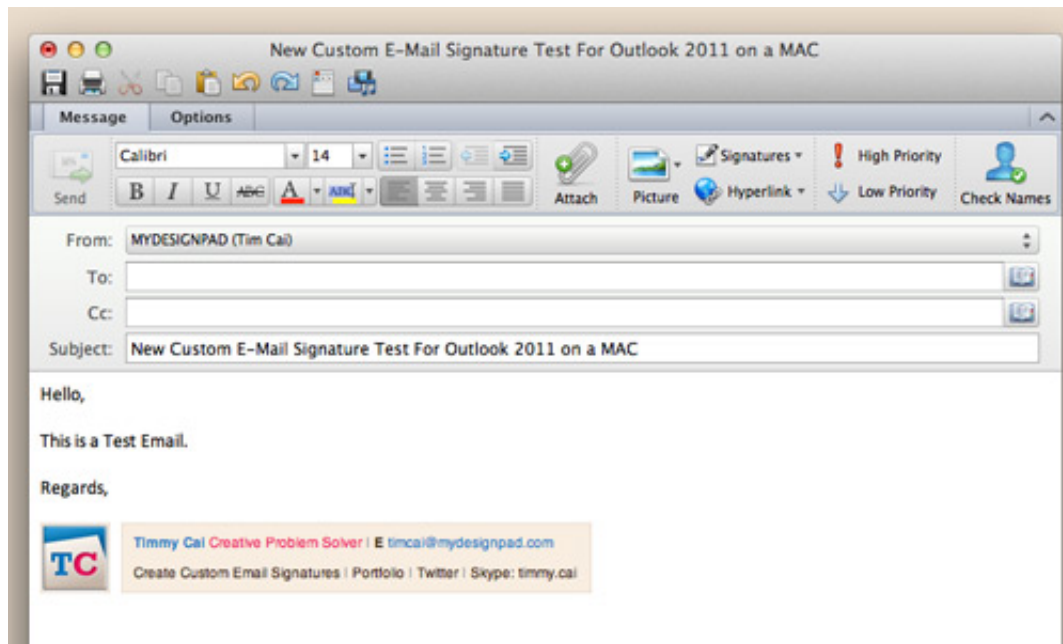 New Custom E-Mail Signature Test For Outlook 2011 on a MAC
Message Options
Calibri 14 Signatures High Priority
Send B I U ABC A ABC Attach Picture Hyperlink Low Priority Check Names
From: MYDESIGNPAD (Tim Cai)
To:
Cc:
Subject: New Custom E-Mail Signature Test For Outlook 2011 on a MAC
Hello,
This is a Test Email.
Regards,
TC
Timmy Cai Creative Problem Solver | E timcai@mydesignpad.com
Create Custom Email Signatures | Portfolio | Twitter | Skype: timmy.cai